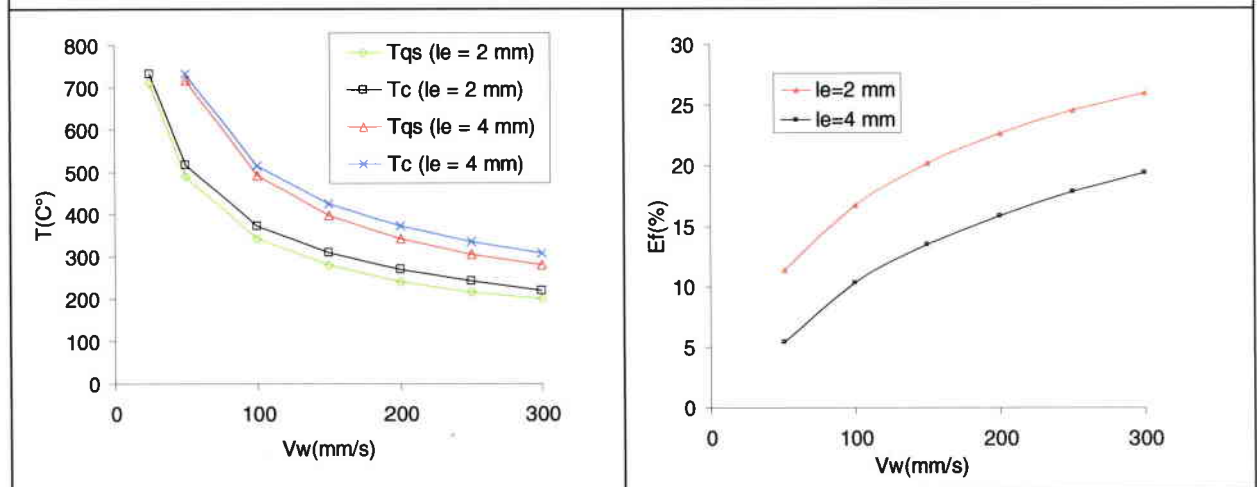 800
700
600
500
400
300
200
100
0
T(C°)
0
100
200
300
Vw(mm/s)
Tqs (le = 2 mm)
Tc (le = 2 mm)
Tqs (le = 4 mm)
Tc (le = 4 mm)
30
25
20
15
10
5
0
Ef(%)
0
100
200
300
Vw(mm/s)
le=2 mm
le=4 mm